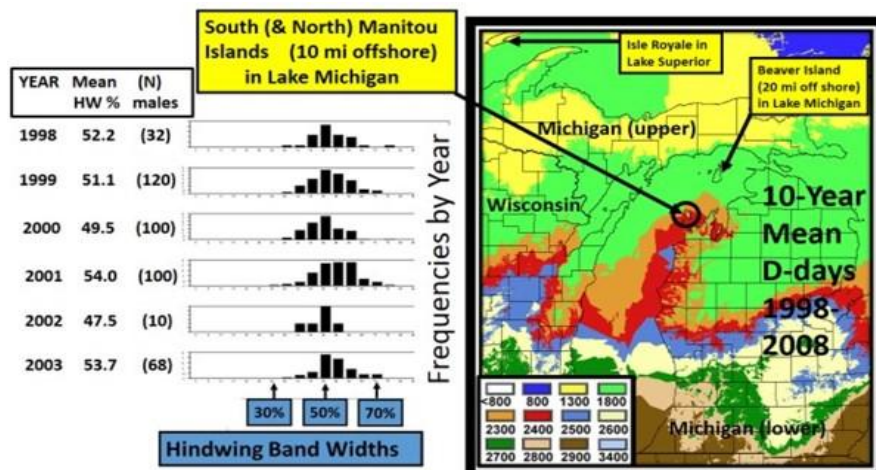 South (& North) Manitou
Islands (10 mi offshore)
in Lake Michigan
YEAR Mean (N)
HW % males
1998 52.2 (32)
1999 51.1 (120)
2000 49.5 (100)
2001 54.0 (100)
2002 47.5 (10)
2003 53.7 (68)
30% 50% 70%
Hindwing Band Widths
Frequencies by Year
Isle Royale in
Lake Superior
Beaver Island
(20 mi off shore)
in Lake Michigan
Michigan (upper)
Wisconsin
10-Year
Mean
D-days
1998-
2008
<800 800 1300 1800
2300 2400 2500 2600
2700 2800 2900 3400
Michigan (lower)